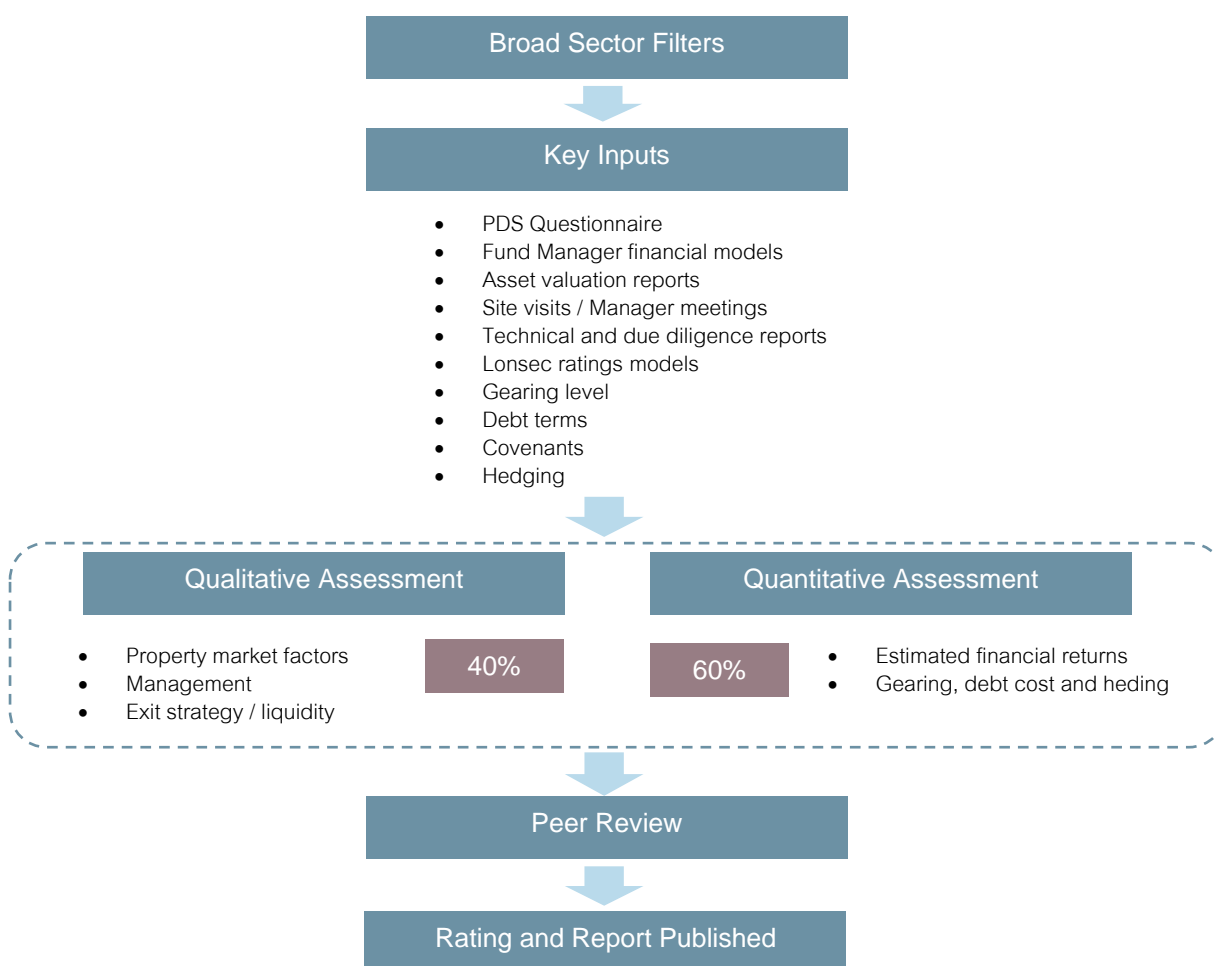 Broad Sector Filters
Key Inputs
• PDS Questionnaire
• Fund Manager financial models
• Asset valuation reports
• Site visits / Manager meetings
• Technical and due diligence reports
• Lonsec ratings models
• Gearing level
• Debt terms
• Covenants
• Hedging
Qualitative Assessment
• Property market factors
• Management
• Exit strategy / liquidity
40%
Quantitative Assessment
60%
• Estimated financial returns
• Gearing, debt cost and heding
Peer Review
Rating and Report Published